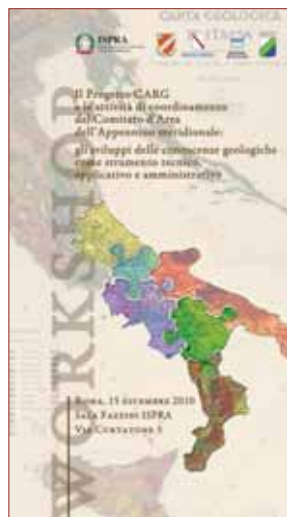 CARTA GEOLOGICA
D'ITALIA
ISPRA
Il Progetto CARG
e le attività di coordinamento
del Comitato d'Area
dell'Appennino meridionale:
gli sviluppi delle conoscenze geologiche
come strumento tecnico,
applicativo e amministrativo
WORKSHOP
Roma, 15 dicembre 2010
Sala Fazzini ISPRA
Via Curtatone 3